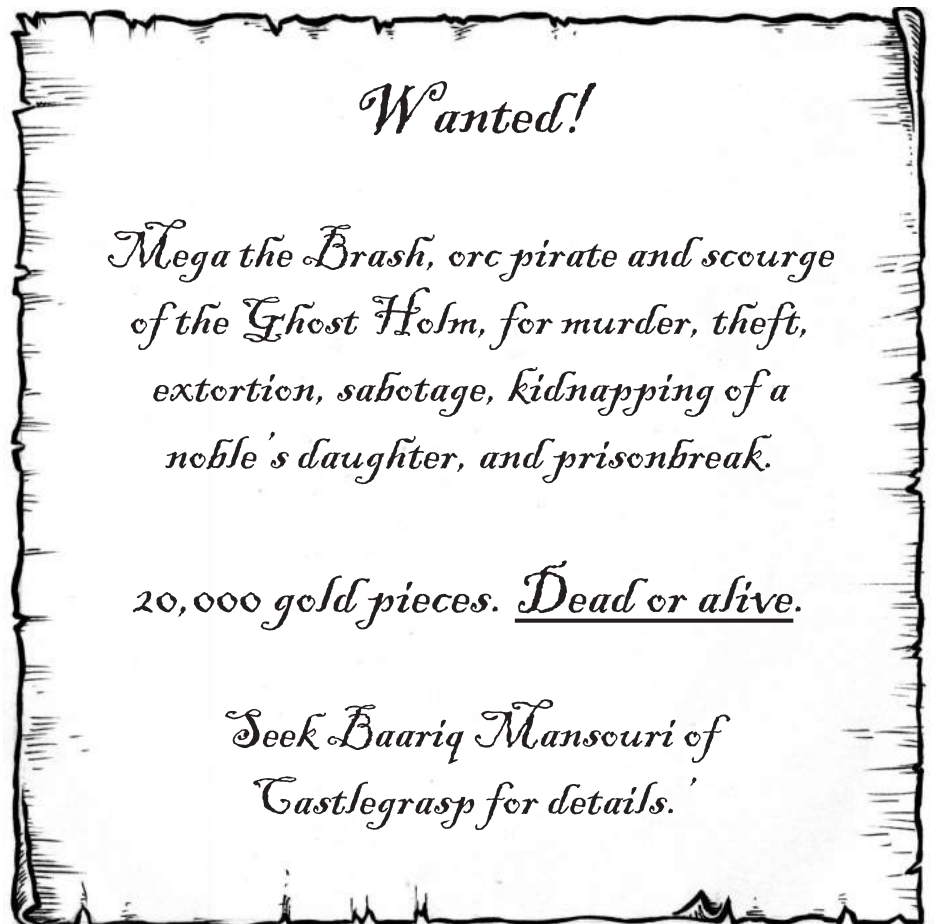 Wanted!
Mega the Brash, orc pirate and scourge
of the Ghost Holm, for murder, theft,
extortion, sabotage, kidnapping of a
noble's daughter, and prisonbreak.
20,000 gold pieces. Dead or alive.
Seek Baariq Mansouri of
Castlegrasp for details.'